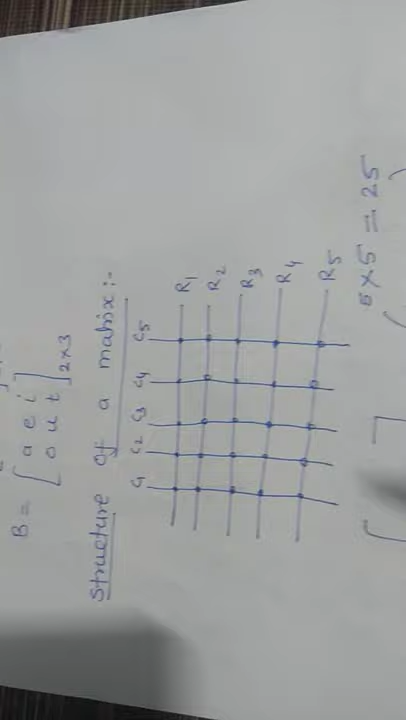 B = [ a e i
o u t ] 2×3
Structure of a matrix:-
C1 C2 C3 C4 C5
R1
R2
R3
R4
R5
5×5 = 25